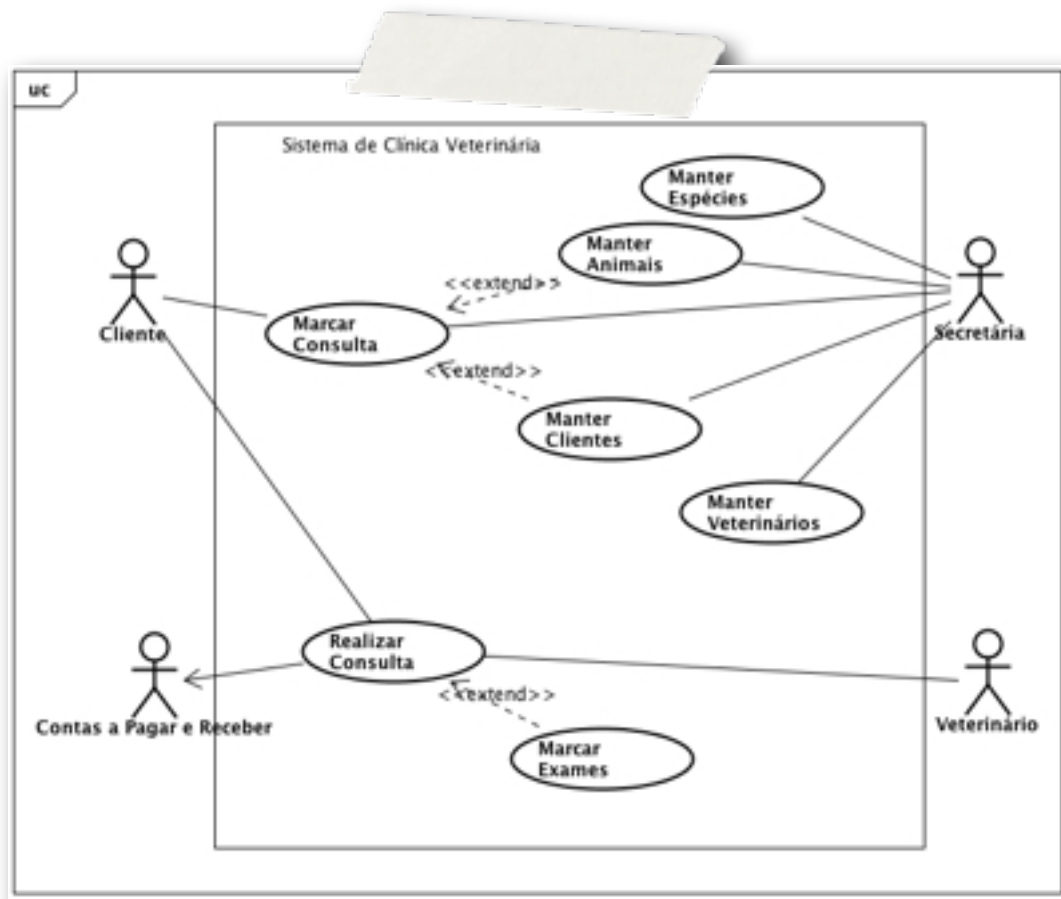 uc
Sistema de Clínica Veterinária
Manter
Espécies
Manter
Animais
<<extend>>
Marcar
Consulta
Cliente
Secretária
<<extend>>
Manter
Clientes
Manter
Veterinários
Realizar
Consulta
<<extend>>
Contas a Pagar e Receber
Veterinário
Marcar
Exames